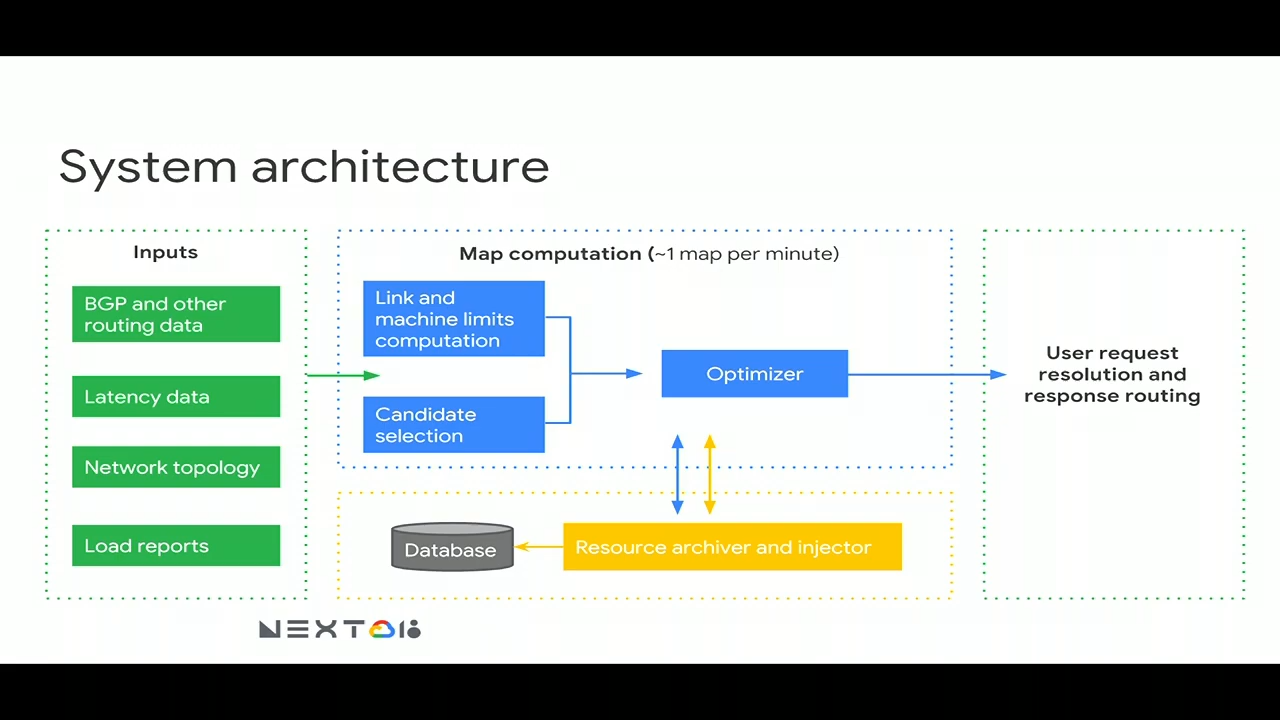 System architecture
Inputs
BGP and other
routing data
Latency data
Network topology
Load reports
Map computation (~1 map per minute)
Link and
machine limits
computation
Candidate
selection
Optimizer
Database
Resource archiver and injector
User request
resolution and
response routing
NEXT18